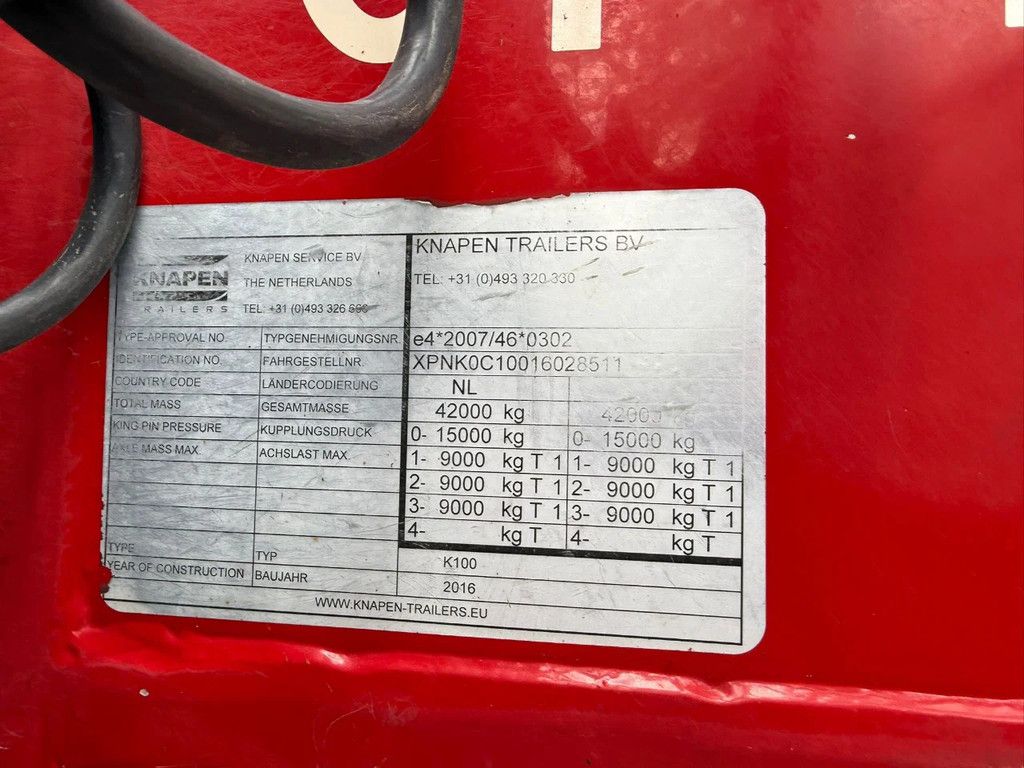 KNAPEN
TRAILERS
KNAPEN SERVICE BV
THE NETHERLANDS
TEL: +31 (0)493 326
KNAPEN TRAILERS BV
TEL: +31 (0)493 320 330
TYPE-APPROVAL NO. TYPGENEHMIGUNGSNR. e4*2007/46*0302
IDENTIFICATION NO. FAHRGESTELLNR. XPNK0C10016028511
COUNTRY CODE LÄNDERCODIERUNG NL
TOTAL MASS GESAMTMASSE 42000 kg 42000 kg
KING PIN PRESSURE KUPPLUNGSDRUCK 0- 15000 kg 0- 15000 kg
AXLE MASS MAX. ACHSLAST MAX. 1- 9000 kg T 1 1- 9000 kg T 1
2- 9000 kg T 1 2- 9000 kg T 1
3- 9000 kg T 1 3- 9000 kg T 1
4- kg T 4- kg T
TYPE TYP K100
YEAR OF CONSTRUCTION BAUJAHR 2016
WWW.KNAPEN-TRAILERS.EU